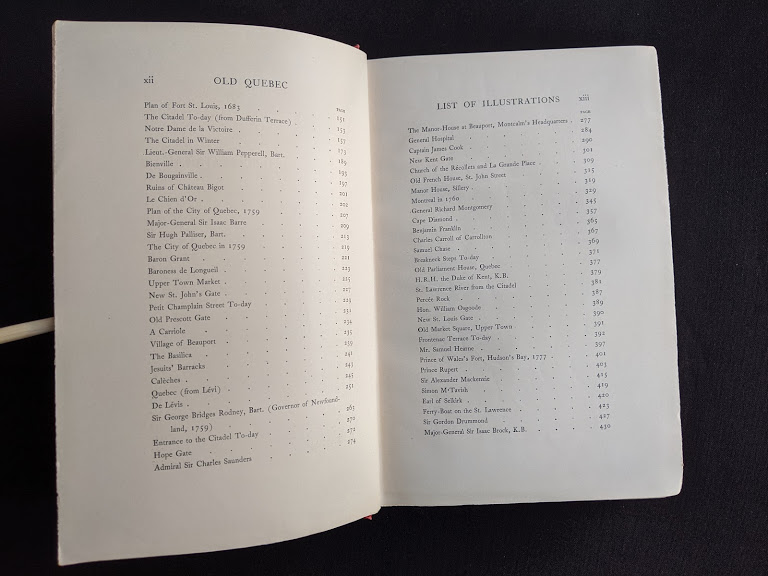 xii OLD QUEBEC
PAGE
Plan of Fort St. Louis, 1683 . . . . 151
The Citadel To-day (from Dufferin Terrace) . . 153
Notre Dame de la Victoire . . . . 157
The Citadel in Winter . . . . 173
Lieut.-General Sir William Pepperell, Bart. . . 189
Bienville . . . . 193
De Bougainville . . . . 197
Ruins of Château Bigot . . . . 201
Le Chien d'Or . . . . 202
Plan of the City of Quebec, 1759 . . . . 207
Major-General Sir Isaac Barre . . . . 209
Sir Hugh Palliser, Bart. . . . . 213
The City of Quebec in 1759 . . . . 219
Baron Grant . . . . 221
Baroness de Longueil . . . . 223
Upper Town Market . . . . 225
New St. John's Gate . . . .
Petit Champlain Street To-day . . . . 231
Old Prescott Gate . . . . 234
A Carriole . . . . 235
Village of Beauport . . . . 239
The Basilica . . . . 241
Jesuits' Barracks . . . . 243
Calèches . . . . 245
Quebec (from Lévi) . . . . 251
De Lévis . . . .
Sir George Bridges Rodney, Bart. (Governor of Newfound-
land, 1759) . . . . 263
Entrance to the Citadel To-day . . . . 270
Hope Gate . . . . 272
Admiral Sir Charles Saunders . . . . 274
LIST OF ILLUSTRATIONS xiii
PAGE
The Manor-House at Beauport, Montcalm's Headquarters . 277
General Hospital . . . . 284
Captain James Cook . . . . 290
New Kent Gate . . . . 301
Church of the Récollets and La Grande Place . . 309
Old French House, St. John Street . . . . 325
Manor House, Sillery . . . . 319
Montreal in 1760 . . . . 329
General Richard Montgomery . . . . 345
Cape Diamond . . . . 357
Benjamin Franklin . . . . 365
Charles Carroll of Carrollton . . . . 367
Samuel Chase . . . . 369
Breakneck Steps To-day . . . . 371
Old Parliament House, Quebec . . . . 377
H.R.H. the Duke of Kent, K.B. . . . . 379
St. Lawrence River from the Citadel . . . . 381
Percée Rock . . . . 387
Hon. William Osgoode . . . . 389
New St. Louis Gate . . . . 390
Old Market Square, Upper Town . . . . 391
Frontenac Terrace To-day . . . . 392
Mr. Samuel Hearne . . . . 397
Prince of Wales's Fort, Hudson's Bay, 1777 . . . 401
Prince Rupert . . . . 403
Sir Alexander Mackenzie . . . . 415
Simon M'Tavish . . . . 419
Earl of Selkirk . . . . 420
Ferry-Boat on the St. Lawrence . . . . 423
Sir Gordon Drummond . . . . 427
Major-General Sir Isaac Brock, K.B. . . . . 430